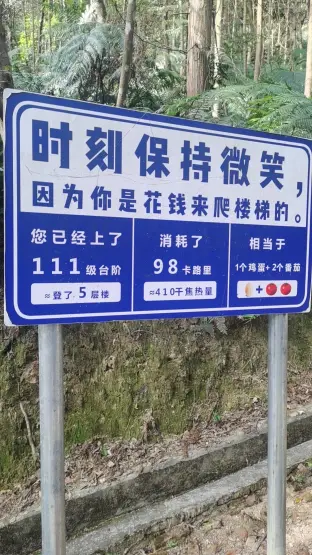 时刻保持微笑，
因为你是花钱来爬楼梯的。
您已经上了
111级台阶
≈登了5层楼
消耗了
98卡路里
≈410千焦热量
相当于
1个鸡蛋+2个番茄
+